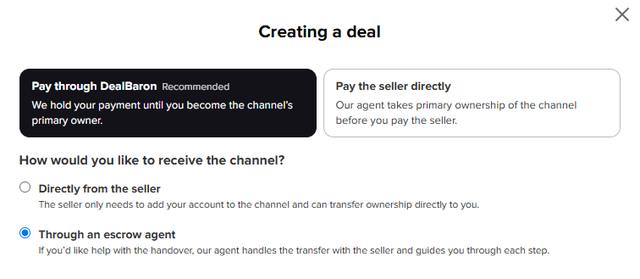 Creating a deal
Pay through DealBaron Recommended
We hold your payment until you become the channel's
primary owner.
Pay the seller directly
Our agent takes primary ownership of the channel
before you pay the seller.
How would you like to receive the channel?
Directly from the seller
The seller only needs to add your account to the channel and can transfer ownership directly to you.
Through an escrow agent
If you'd like help with the handover, our agent handles the transfer with the seller and guides you through each step.